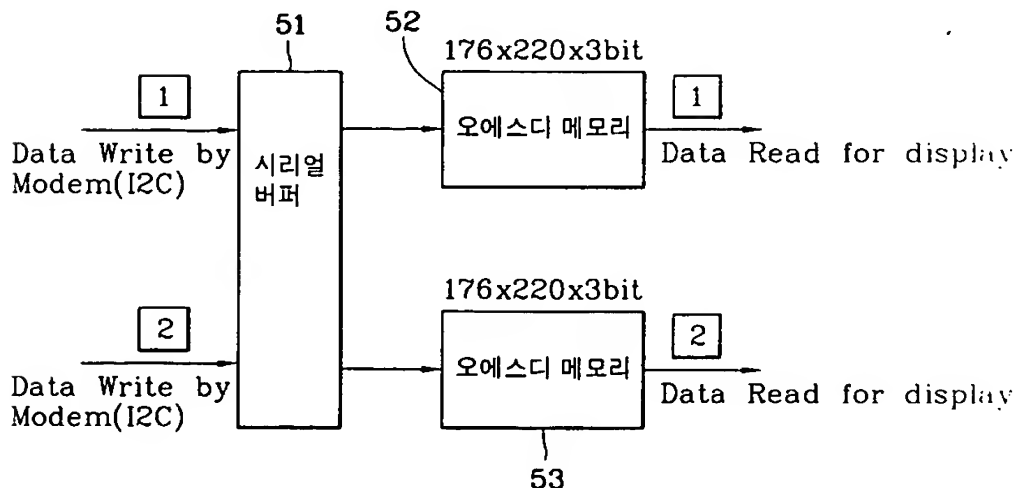 51
52
176x220x3bit
1
오에스디 메모리
1
Data Write by
Modem(I2C)
시리얼
버퍼
Data Read for display
176x220x3bit
2
오에스디 메모리
2
Data Write by
Modem(I2C)
Data Read for display
53